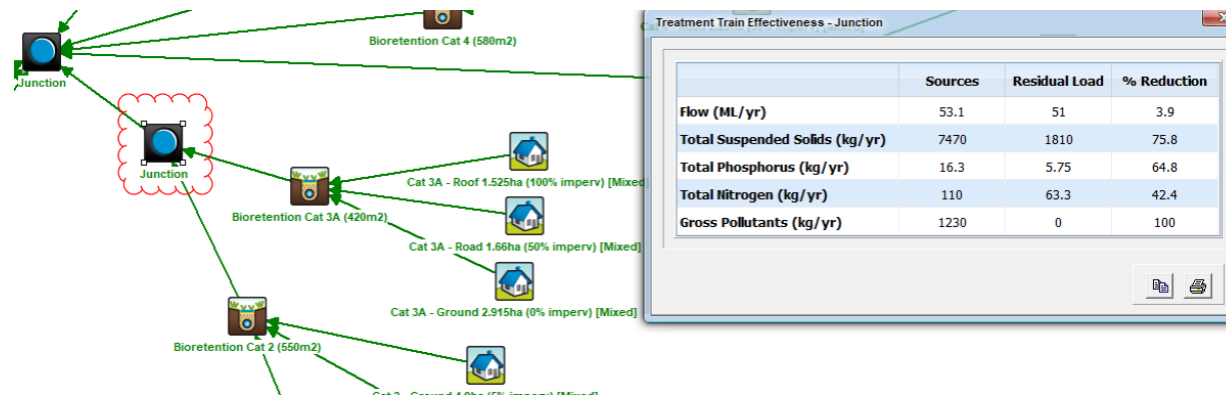 Bioretention Cat 4 (580m2)
Junction
Junction
Cat 3A - Roof 1.525ha (100% imperv) [Mixed]
Bioretention Cat 3A (420m2)
Cat 3A - Road 1.66ha (50% imperv) [Mixed]
Cat 3A - Ground 2.915ha (0% imperv) [Mixed]
Bioretention Cat 2 (550m2)
Treatment Train Effectiveness - Junction
Sources Residual Load % Reduction
Flow (ML/yr) 53.1 51 3.9
Total Suspended Solids (kg/yr) 7470 1810 75.8
Total Phosphorus (kg/yr) 16.3 5.75 64.8
Total Nitrogen (kg/yr) 110 63.3 42.4
Gross Pollutants (kg/yr) 1230 0 100